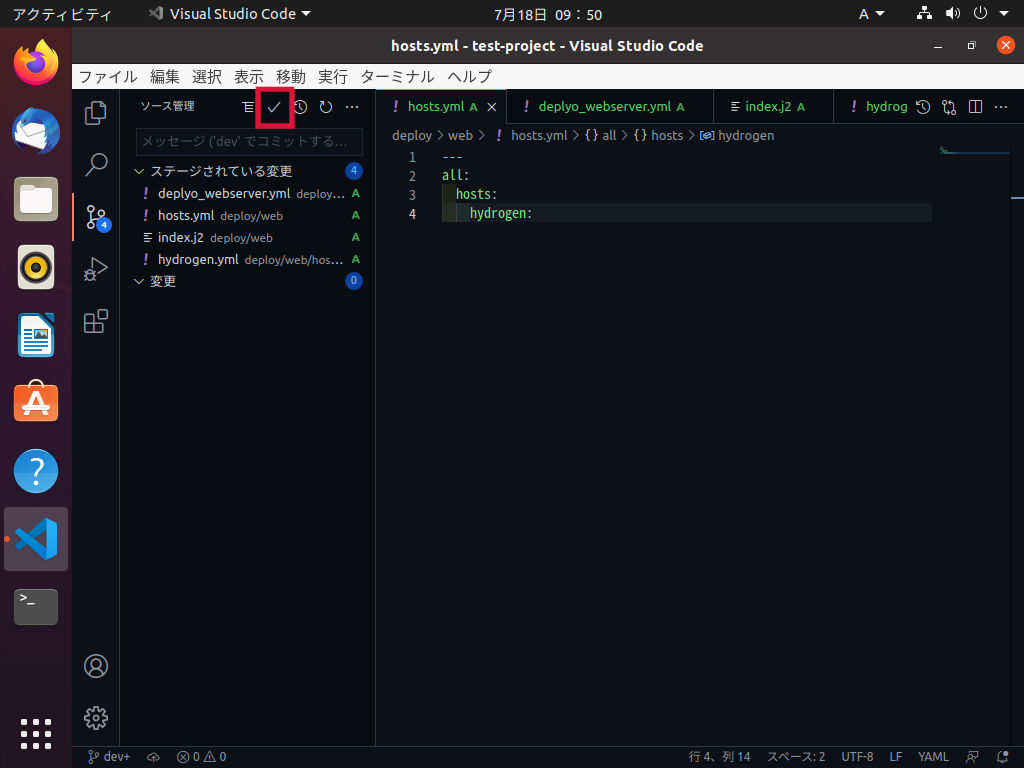 アクティビティ
Visual Studio Code
7月18日 09：50
A
hosts.yml - test-project - Visual Studio Code
ファイル 編集 選択 表示 移動 実行 ターミナル ヘルプ
ソース管理
メッセージ ('dev' でコミットする...
ステージされている変更 4
! deplyo_webserver.yml deploy... A
! hosts.yml deploy/web A
index.j2 deploy/web A
! hydrogen.yml deploy/web/hos... A
変更 0
4
! hosts.yml A
! deplyo_webserver.yml A
index.j2 A
! hydrog
deploy > web > ! hosts.yml > {} all > {} hosts > hydrogen
1 ---
2 all:
3 hosts:
4 hydrogen:
?
>_
dev+
0 0
行 4、列 14
スペース: 2
UTF-8
LF
YAML